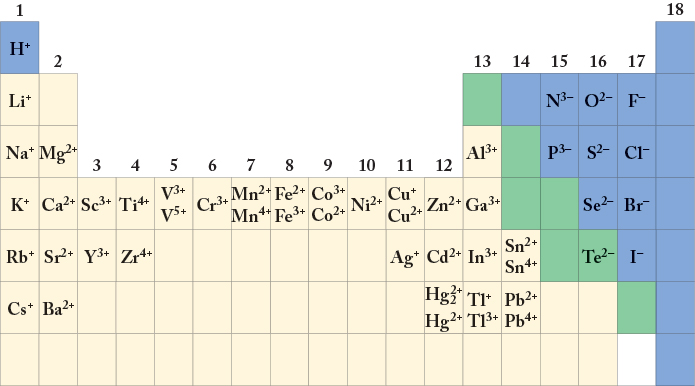 1 18
H⁺
2 13 14 15 16 17
Li⁺ N³⁻ O²⁻ F⁻
Na⁺ Mg²⁺ 3 4 5 6 7 8 9 10 11 12 Al³⁺ P³⁻ S²⁻ Cl⁻
K⁺ Ca²⁺ Sc³⁺ Ti⁴⁺ V³⁺ V⁵⁺ Cr³⁺ Mn²⁺ Mn⁴⁺ Fe²⁺ Fe³⁺ Co³⁺ Co²⁺ Ni²⁺ Cu⁺ Cu²⁺ Zn²⁺ Ga³⁺ Se²⁻ Br⁻
Rb⁺ Sr²⁺ Y³⁺ Zr⁴⁺ Ag⁺ Cd²⁺ In³⁺ Sn²⁺ Sn⁴⁺ Te²⁻ I⁻
Cs⁺ Ba²⁺ Hg₂²⁺ Hg²⁺ Tl⁺ Tl³⁺ Pb²⁺ Pb⁴⁺